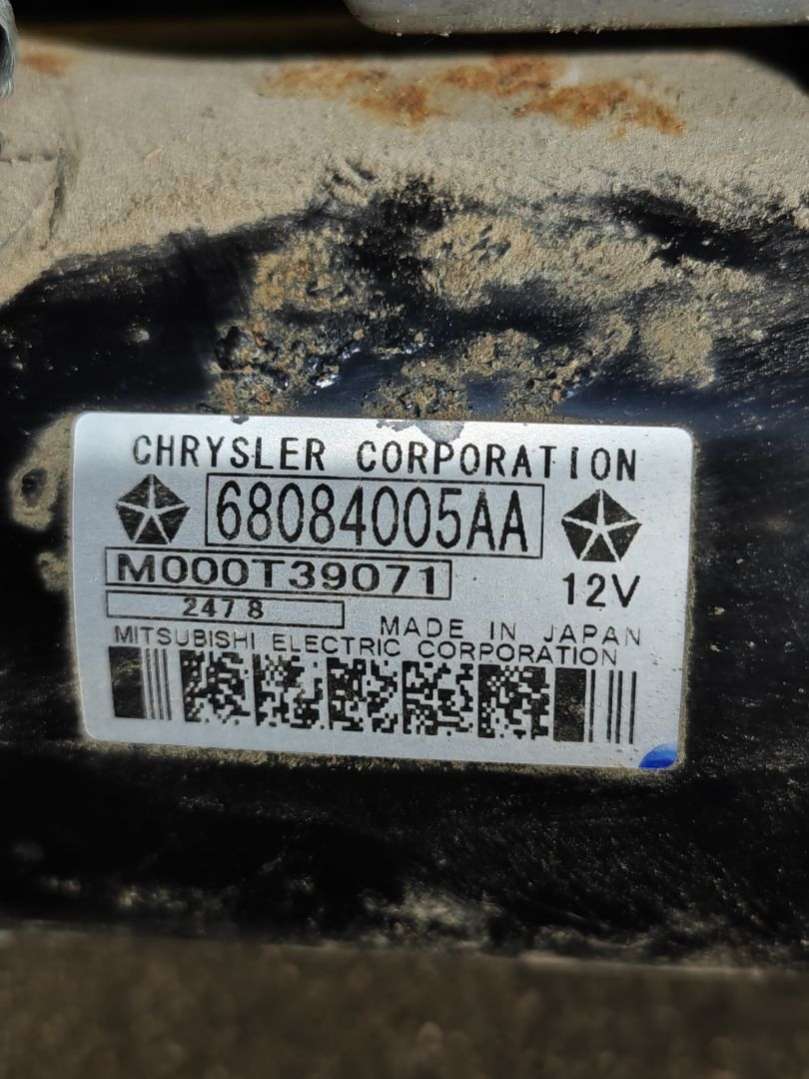 CHRYSLER CORPORATION
68084005AA
M000T39071
12V
2478
MADE IN JAPAN
MITSUBISHI ELECTRIC CORPORATION